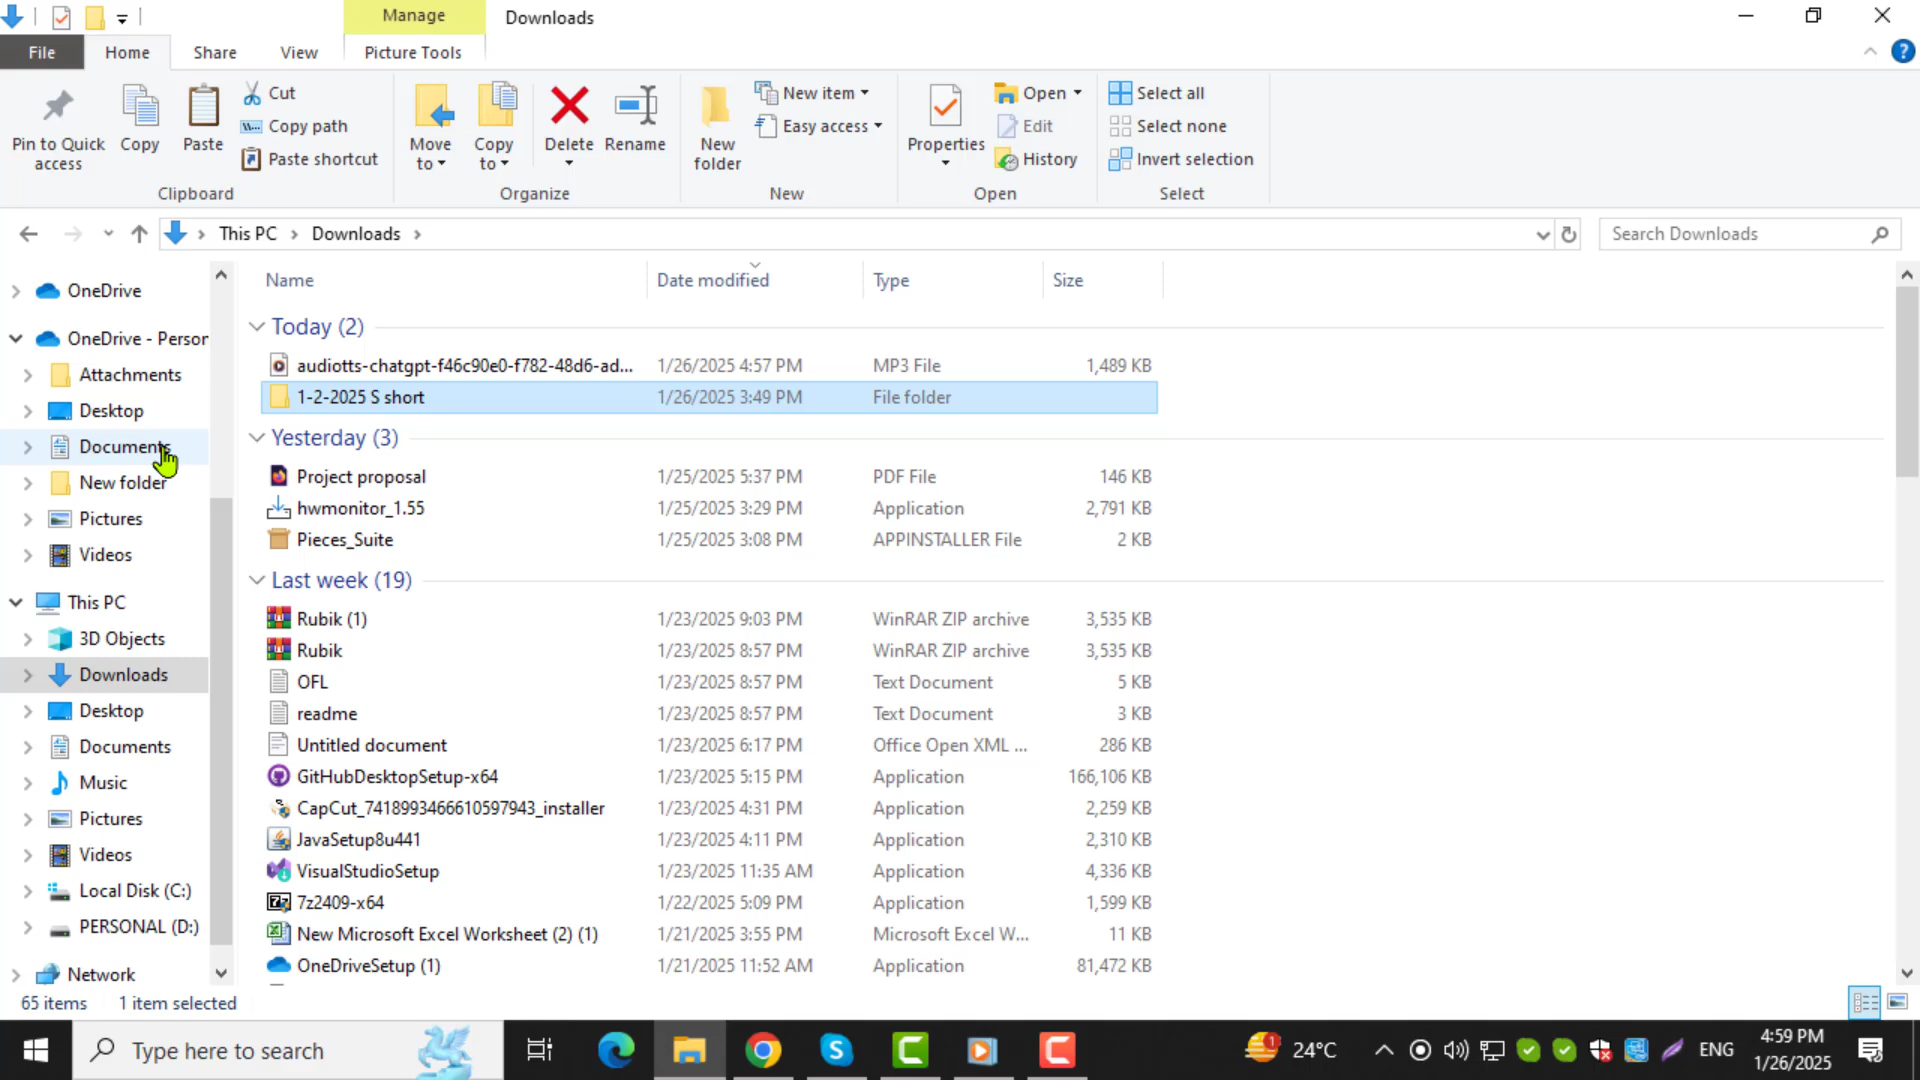 Manage
Downloads
File
Home
Share
View
Picture Tools
Pin to Quick access
Copy
Paste
Cut
Copy path
Paste shortcut
Clipboard
Move to
Copy to
Delete
Rename
Organize
New folder
New item
Easy access
New
Properties
Open
Edit
History
Open
Select all
Select none
Invert selection
Select
This PC
Downloads
Search Downloads
OneDrive
OneDrive - Person
Attachments
Desktop
Documents
New folder
Pictures
Videos
This PC
3D Objects
Downloads
Desktop
Documents
Music
Pictures
Videos
Local Disk (C:)
PERSONAL (D:)
Network
Name Date modified Type Size
Today (2)
audiotts-chatgpt-f46c90e0-f782-48d6-ad... 1/26/2025 4:57 PM MP3 File 1,489 KB
1-2-2025 S short 1/26/2025 3:49 PM File folder
Yesterday (3)
Project proposal 1/25/2025 5:37 PM PDF File 146 KB
hwmonitor_1.55 1/25/2025 3:29 PM Application 2,791 KB
Pieces_Suite 1/25/2025 3:08 PM APPINSTALLER File 2 KB
Last week (19)
Rubik (1) 1/23/2025 9:03 PM WinRAR ZIP archive 3,535 KB
Rubik 1/23/2025 8:57 PM WinRAR ZIP archive 3,535 KB
OFL 1/23/2025 8:57 PM Text Document 5 KB
readme 1/23/2025 8:57 PM Text Document 3 KB
Untitled document 1/23/2025 6:17 PM Office Open XML ... 286 KB
GitHubDesktopSetup-x64 1/23/2025 5:15 PM Application 166,106 KB
CapCut_7418993466610597943_installer 1/23/2025 4:31 PM Application 2,259 KB
JavaSetup8u441 1/23/2025 4:11 PM Application 2,310 KB
VisualStudioSetup 1/23/2025 11:35 AM Application 4,336 KB
7z2409-x64 1/22/2025 5:09 PM Application 1,599 KB
New Microsoft Excel Worksheet (2) (1) 1/21/2025 3:55 PM Microsoft Excel W... 11 KB
OneDriveSetup (1) 1/21/2025 11:52 AM Application 81,472 KB
65 items 1 item selected
Type here to search
24°C
ENG
4:59 PM
1/26/2025